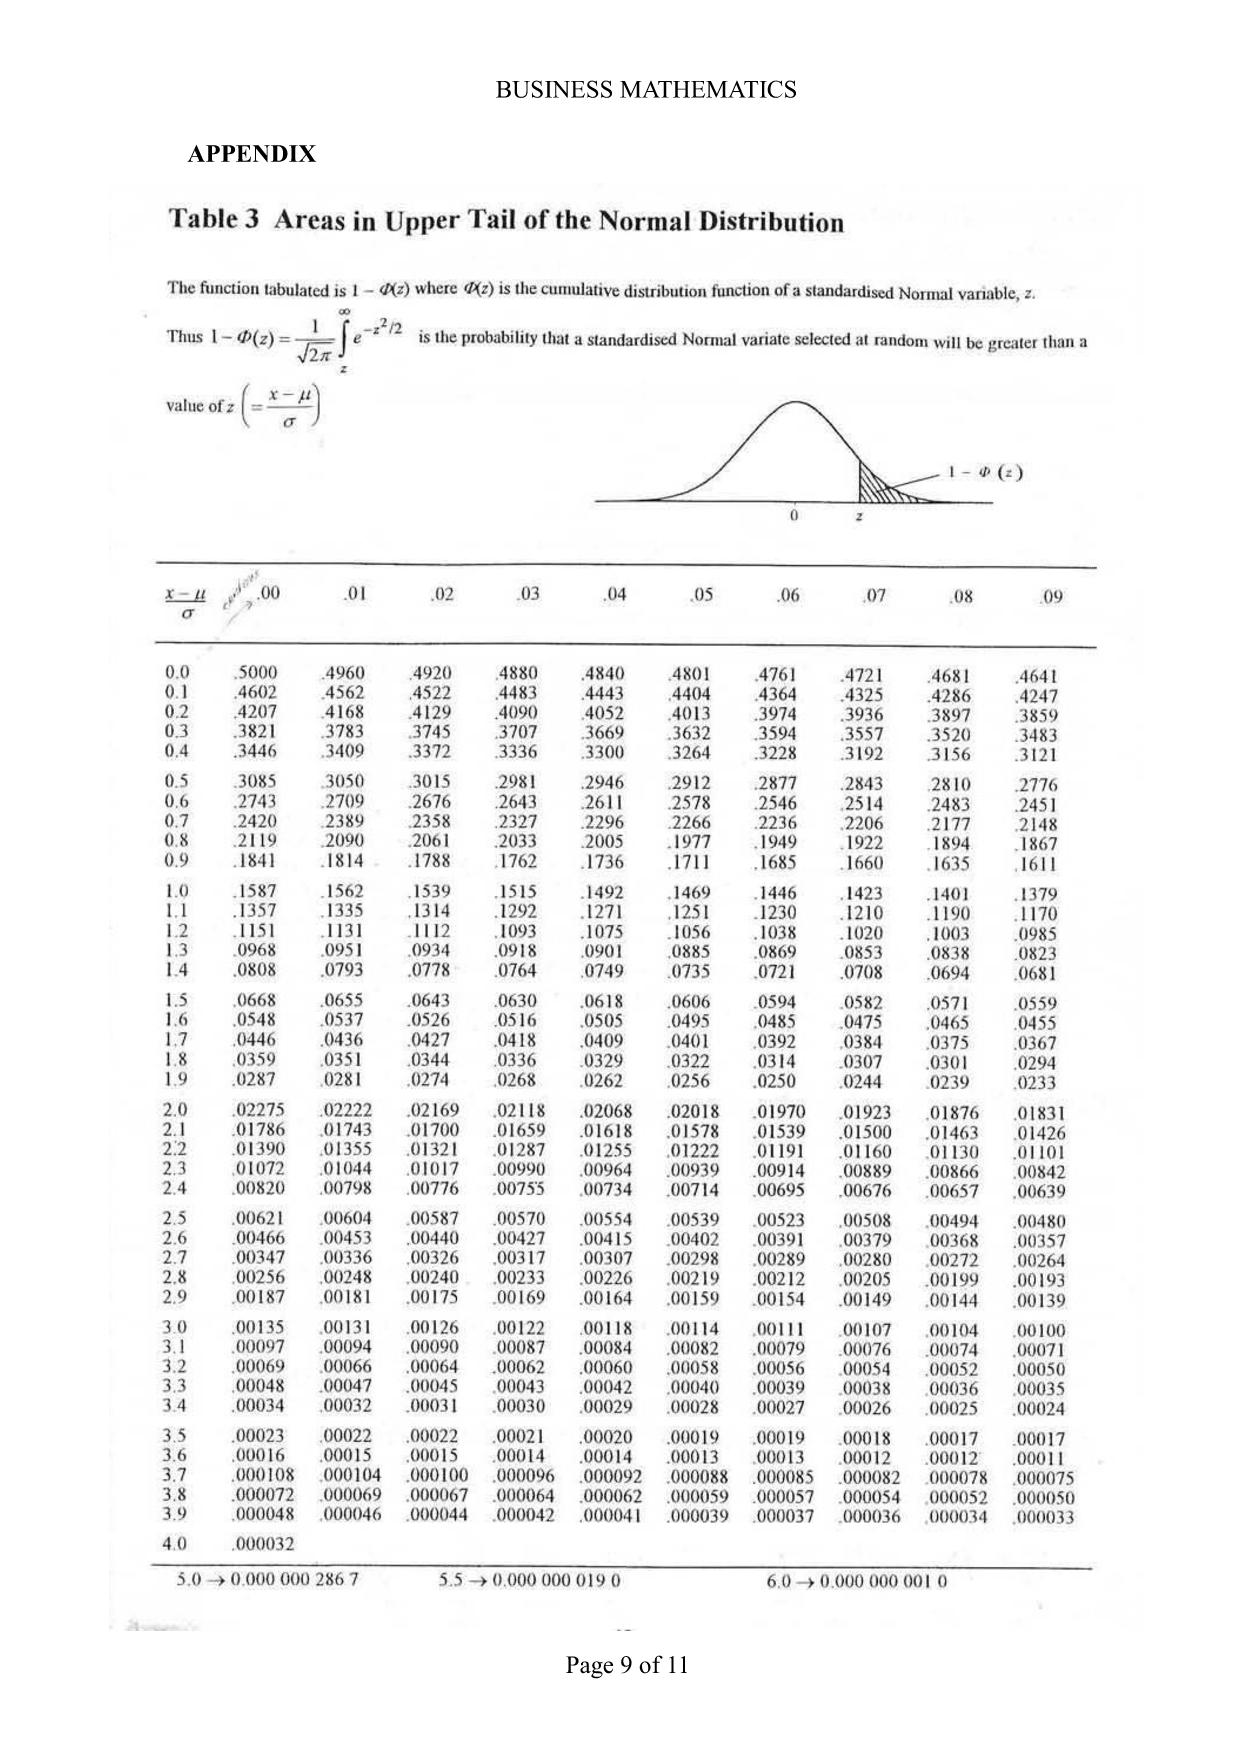 BUSINESS MATHEMATICS
APPENDIX
Table 3 Areas in Upper Tail of the Normal Distribution
The function tabulated is 1 – Φ(z) where Φ(z) is the cumulative distribution function of a standardised Normal variable, z.
Thus 1 – Φ(z) = 1/√2π ∫z∞ e^–z²/2 is the probability that a standardised Normal variate selected at random will be greater than a
value of z (= x – μ / σ)
1 – Φ (z)
0 z
x – μ / σ .00 .01 .02 .03 .04 .05 .06 .07 .08 .09
0.0 .5000 .4960 .4920 .4880 .4840 .4801 .4761 .4721 .4681 .4641
0.1 .4602 .4562 .4522 .4483 .4443 .4404 .4364 .4325 .4286 .4247
0.2 .4207 .4168 .4129 .4090 .4052 .4013 .3974 .3936 .3897 .3859
0.3 .3821 .3783 .3745 .3707 .3669 .3632 .3594 .3557 .3520 .3483
0.4 .3446 .3409 .3372 .3336 .3300 .3264 .3228 .3192 .3156 .3121
0.5 .3085 .3050 .3015 .2981 .2946 .2912 .2877 .2843 .2810 .2776
0.6 .2743 .2709 .2676 .2643 .2611 .2578 .2546 .2514 .2483 .2451
0.7 .2420 .2389 .2358 .2327 .2296 .2266 .2236 .2206 .2177 .2148
0.8 .2119 .2090 .2061 .2033 .2005 .1977 .1949 .1922 .1894 .1867
0.9 .1841 .1814 .1788 .1762 .1736 .1711 .1685 .1660 .1635 .1611
1.0 .1587 .1562 .1539 .1515 .1492 .1469 .1446 .1423 .1401 .1379
1.1 .1357 .1335 .1314 .1292 .1271 .1251 .1230 .1210 .1190 .1170
1.2 .1151 .1131 .1112 .1093 .1075 .1056 .1038 .1020 .1003 .0985
1.3 .0968 .0951 .0934 .0918 .0901 .0885 .0869 .0853 .0838 .0823
1.4 .0808 .0793 .0778 .0764 .0749 .0735 .0721 .0708 .0694 .0681
1.5 .0668 .0655 .0643 .0630 .0618 .0606 .0594 .0582 .0571 .0559
1.6 .0548 .0537 .0526 .0516 .0505 .0495 .0485 .0475 .0465 .0455
1.7 .0446 .0436 .0427 .0418 .0409 .0401 .0392 .0384 .0375 .0367
1.8 .0359 .0351 .0344 .0336 .0329 .0322 .0314 .0307 .0301 .0294
1.9 .0287 .0281 .0274 .0268 .0262 .0256 .0250 .0244 .0239 .0233
2.0 .02275 .02222 .02169 .02118 .02068 .02018 .01970 .01923 .01876 .01831
2.1 .01786 .01743 .01700 .01659 .01618 .01578 .01539 .01500 .01463 .01426
2.2 .01390 .01355 .01321 .01287 .01255 .01222 .01191 .01160 .01130 .01101
2.3 .01072 .01044 .01017 .00990 .00964 .00939 .00914 .00889 .00866 .00842
2.4 .00820 .00798 .00776 .00755 .00734 .00714 .00695 .00676 .00657 .00639
2.5 .00621 .00604 .00587 .00570 .00554 .00539 .00523 .00508 .00494 .00480
2.6 .00466 .00453 .00440 .00427 .00415 .00402 .00391 .00379 .00368 .00357
2.7 .00347 .00336 .00326 .00317 .00307 .00298 .00289 .00280 .00272 .00264
2.8 .00256 .00248 .00240 .00233 .00226 .00219 .00212 .00205 .00199 .00193
2.9 .00187 .00181 .00175 .00169 .00164 .00159 .00154 .00149 .00144 .00139
3.0 .00135 .00131 .00126 .00122 .00118 .00114 .00111 .00107 .00104 .00100
3.1 .00097 .00094 .00090 .00087 .00084 .00082 .00079 .00076 .00074 .00071
3.2 .00069 .00066 .00064 .00062 .00060 .00058 .00056 .00054 .00052 .00050
3.3 .00048 .00047 .00045 .00043 .00042 .00040 .00039 .00038 .00036 .00035
3.4 .00034 .00032 .00031 .00030 .00029 .00028 .00027 .00026 .00025 .00024
3.5 .00023 .00022 .00022 .00021 .00020 .00019 .00019 .00018 .00017 .00017
3.6 .00016 .00015 .00015 .00014 .00014 .00013 .00013 .00012 .00012 .00011
3.7 .000108 .000104 .000100 .000096 .000092 .000088 .000085 .000082 .000078 .000075
3.8 .000072 .000069 .000067 .000064 .000062 .000059 .000057 .000054 .000052 .000050
3.9 .000048 .000046 .000044 .000042 .000041 .000039 .000037 .000036 .000034 .000033
4.0 .000032
5.0 → 0.000 000 286 7 5.5 → 0.000 000 019 0 6.0 → 0.000 000 001 0
Page 9 of 11